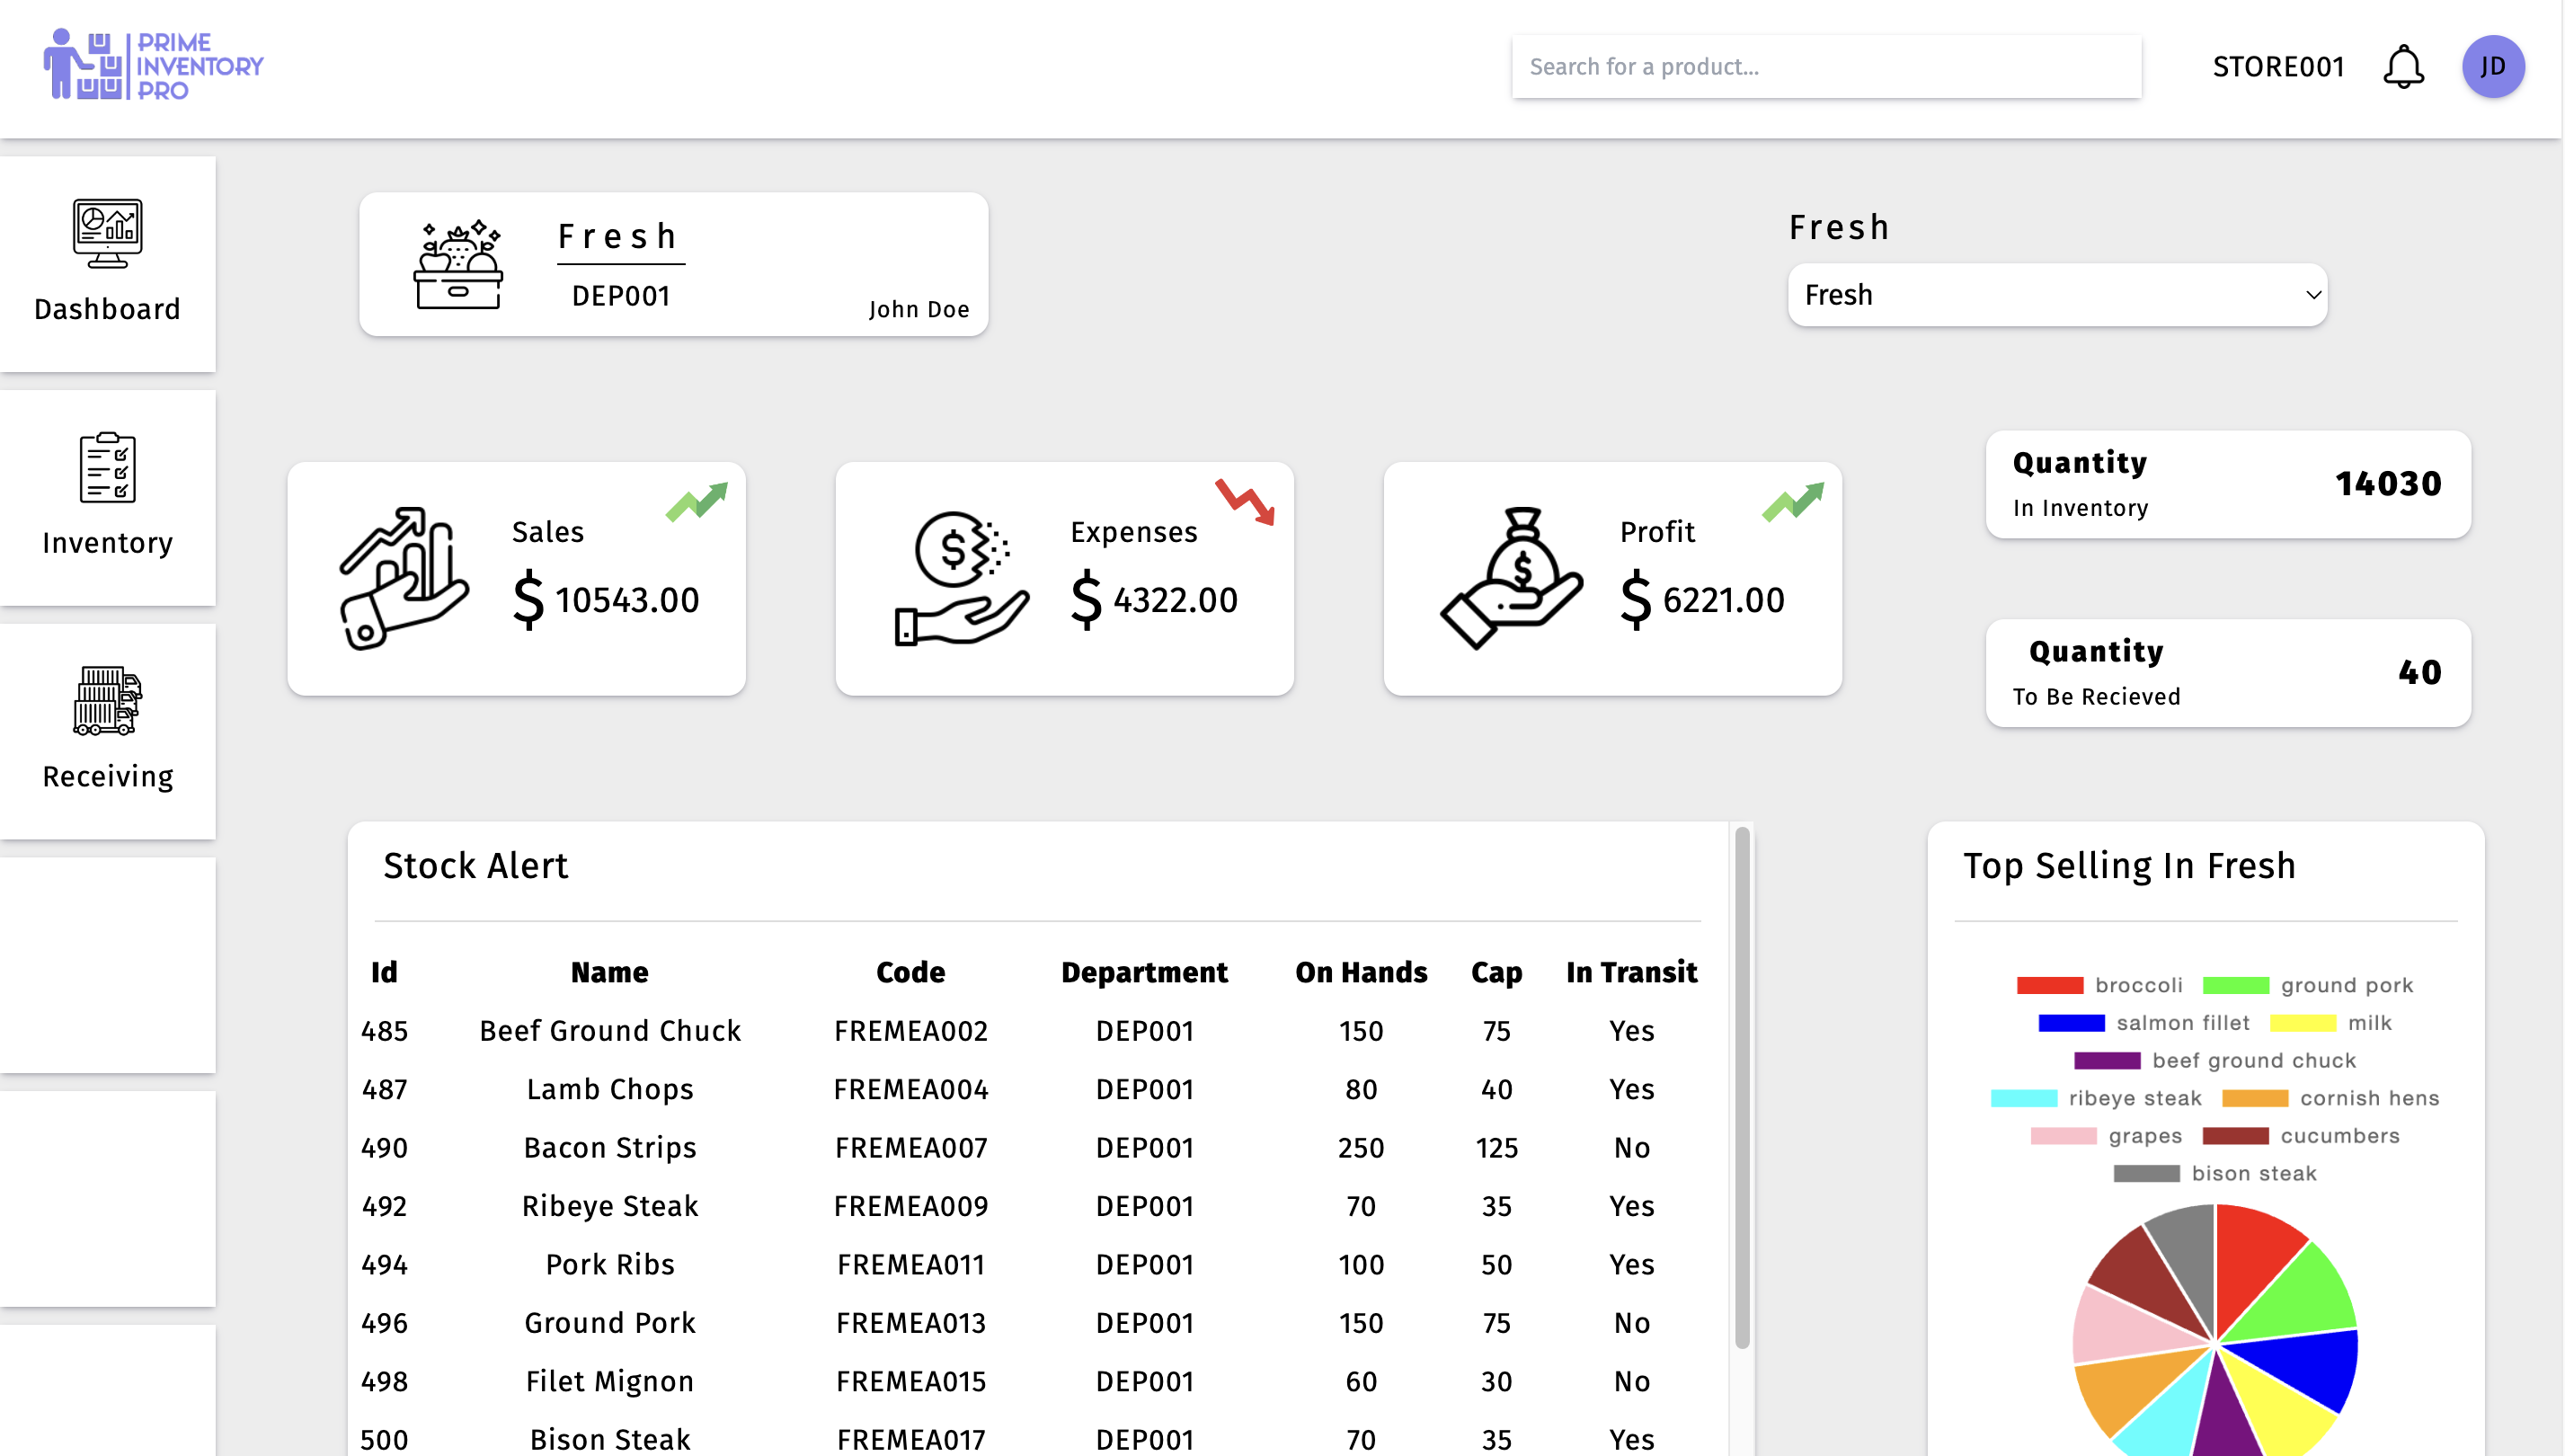 PRIME
INVENTORY
PRO
Search for a product...
STORE001
JD
Dashboard
Inventory
Receiving
Fresh
DEP001
John Doe
Fresh
Fresh
Sales
$ 10543.00
Expenses
$ 4322.00
Profit
$ 6221.00
Quantity
In Inventory
14030
Quantity
To Be Recieved
40
Stock Alert
Id Name Code Department On Hands Cap In Transit
485 Beef Ground Chuck FREMEA002 DEP001 150 75 Yes
487 Lamb Chops FREMEA004 DEP001 80 40 Yes
490 Bacon Strips FREMEA007 DEP001 250 125 No
492 Ribeye Steak FREMEA009 DEP001 70 35 Yes
494 Pork Ribs FREMEA011 DEP001 100 50 Yes
496 Ground Pork FREMEA013 DEP001 150 75 No
498 Filet Mignon FREMEA015 DEP001 60 30 No
500 Bison Steak FREMEA017 DEP001 70 35 Yes
Top Selling In Fresh
broccoli ground pork
salmon fillet milk
beef ground chuck
ribeye steak cornish hens
grapes cucumbers
bison steak